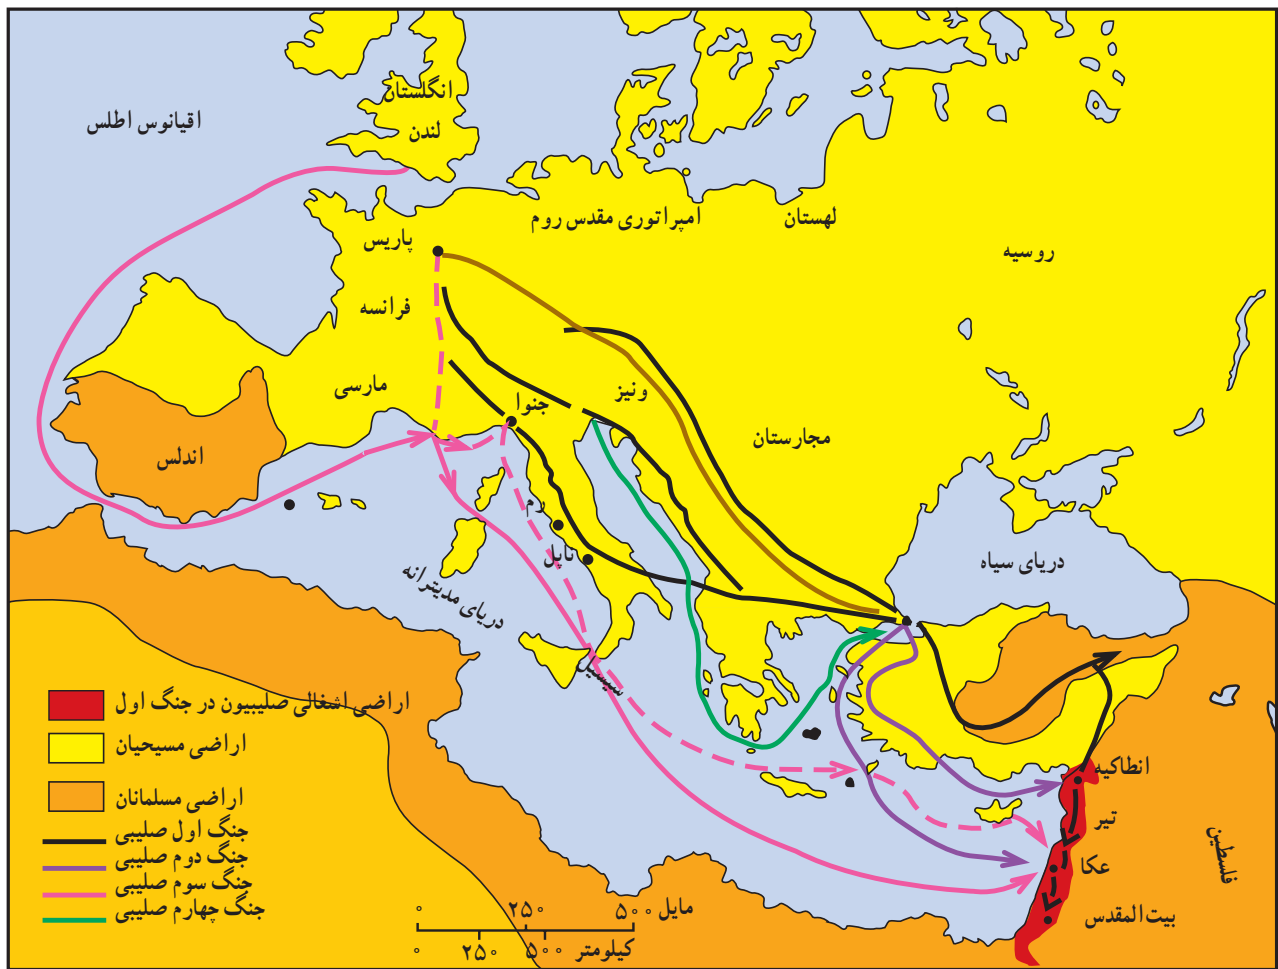 انگلستان
لندن
اقیانوس اطلس
پاریس
امپراتوری مقدس روم
لهستان
روسیه
فرانسه
مارسی
جنوا
ونیز
مجارستان
اندلس
رم
ناپل
دریای مدیترانه
دریای سیاه
سیسیل
انطاکیه
تیر
عکا
فلسطین
بیت المقدس
اراضی اشغالی صلیبیون در جنگ اول
اراضی مسیحیان
اراضی مسلمانان
جنگ اول صلیبی
جنگ دوم صلیبی
جنگ سوم صلیبی
جنگ چهارم صلیبی
۰ ۲۵۰ ۵۰۰ مایل
۰ ۲۵۰ ۵۰۰ کیلومتر